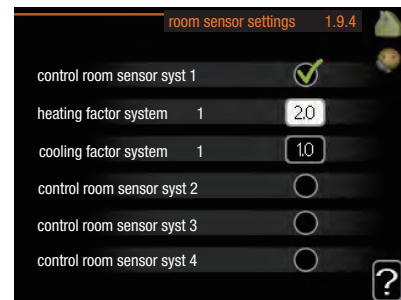 room sensor settings 1.9.4
control room sensor syst 1
heating factor system 1 2.0
cooling factor system 1 1.0
control room sensor syst 2
control room sensor syst 3
control room sensor syst 4
?